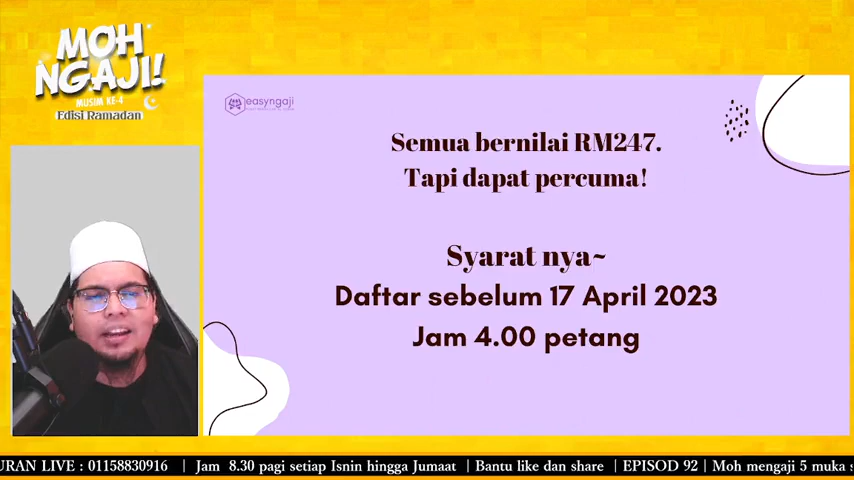 MOH
NGAJI!
MUSIM KE-4
Edisi Ramadan
easyngaji
Semua bernilai RM247.
Tapi dapat percuma!
Syarat nya~
Daftar sebelum 17 April 2023
Jam 4.00 petang
URAN LIVE : 01158830916 | Jam 8.30 pagi setiap Isnin hingga Jumaat | Bantu like dan share | EPISOD 92 | Moh mengaji 5 muka s